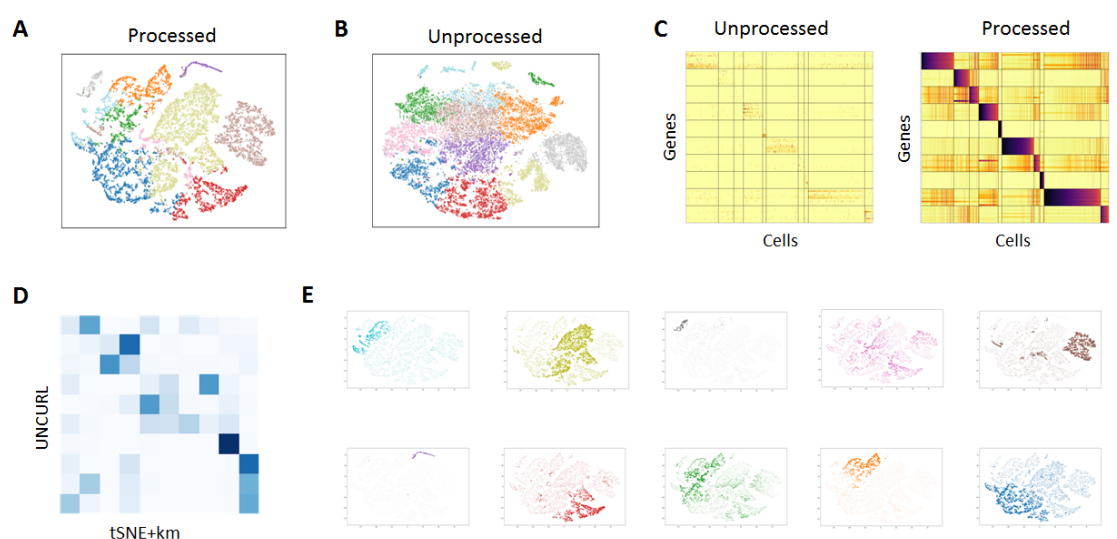 A
Processed
B
Unprocessed
C
Unprocessed
Processed
Genes
Genes
Cells
Cells
D
E
UNCURL
tSNE+km